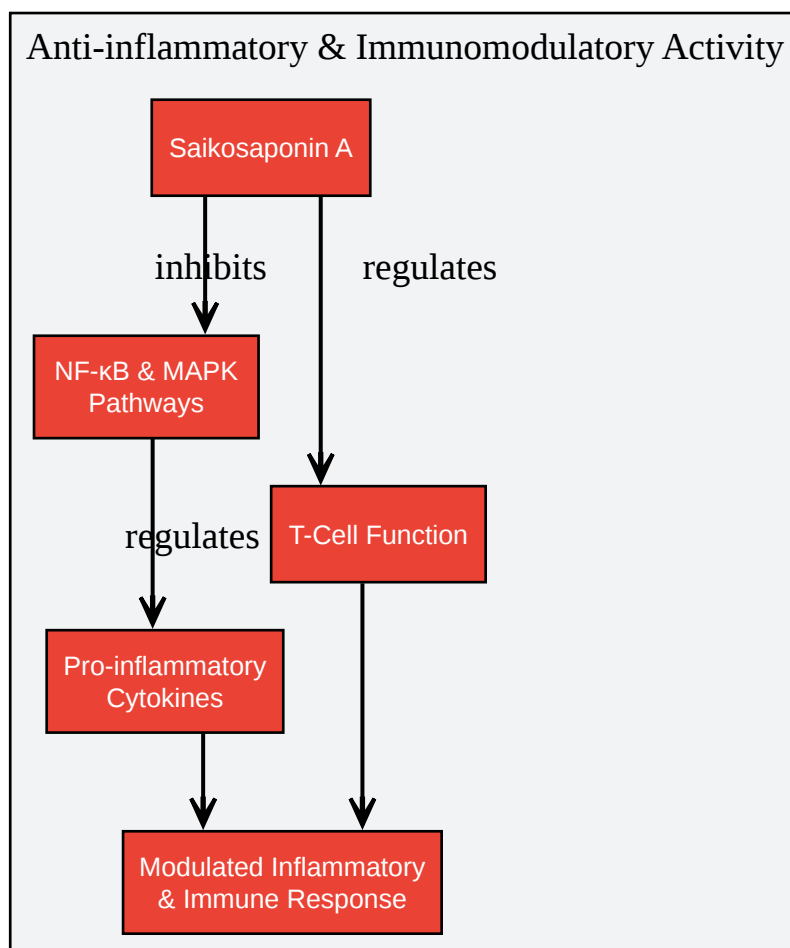 Anti-inflammatory & Immunomodulatory Activity
Saikosaponin A
inhibits
regulates
NF-κB & MAPK
Pathways
regulates
T-Cell Function
Pro-inflammatory
Cytokines
Modulated Inflammatory
& Immune Response